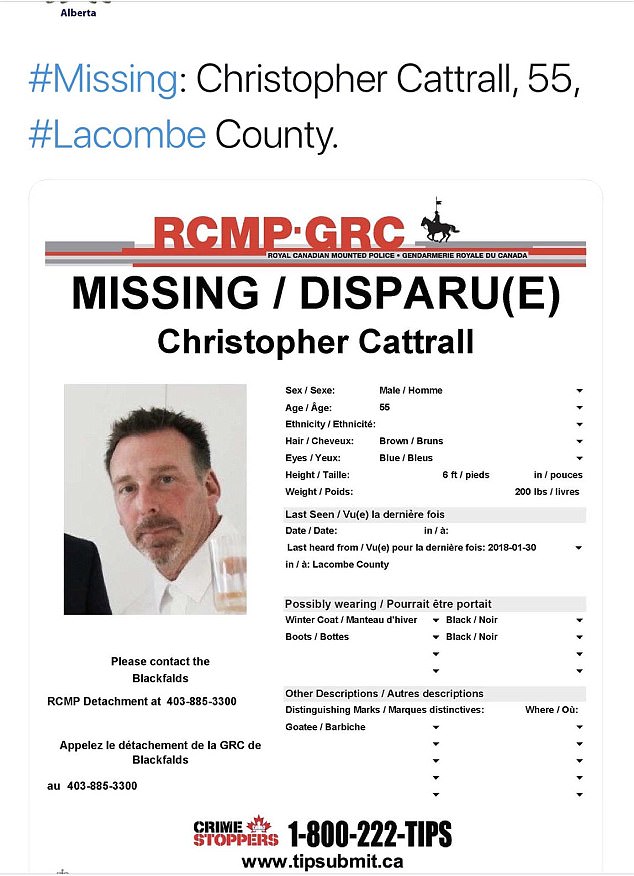 Alberta
#Missing: Christopher Cattrall, 55,
#Lacombe County.
RCMP·GRC
ROYAL CANADIAN MOUNTED POLICE • GENDARMERIE ROYALE DU CANADA
MISSING / DISPARU(E)
Christopher Cattrall
Sex / Sexe: Male / Homme
Age / Âge: 55
Ethnicity / Ethnicité:
Hair / Cheveux: Brown / Bruns
Eyes / Yeux: Blue / Bleus
Height / Taille: 6 ft / pieds in / pouces
Weight / Poids: 200 lbs / livres
Last Seen / Vu(e) la dernière fois
Date / Date: in / à:
Last heard from / Vu(e) pour la dernière fois: 2018-01-30
in / à: Lacombe County
Possibly wearing / Pourrait être portait
Winter Coat / Manteau d'hiver Black / Noir
Boots / Bottes Black / Noir
Please contact the
Blackfalds
RCMP Detachment at 403-885-3300
Appelez le détachement de la GRC de
Blackfalds
au 403-885-3300
Other Descriptions / Autres descriptions
Distinguishing Marks / Marques distinctives: Where / Où:
Goatee / Barbiche
CRIME
STOPPERS
1-800-222-TIPS
www.tipsubmit.ca